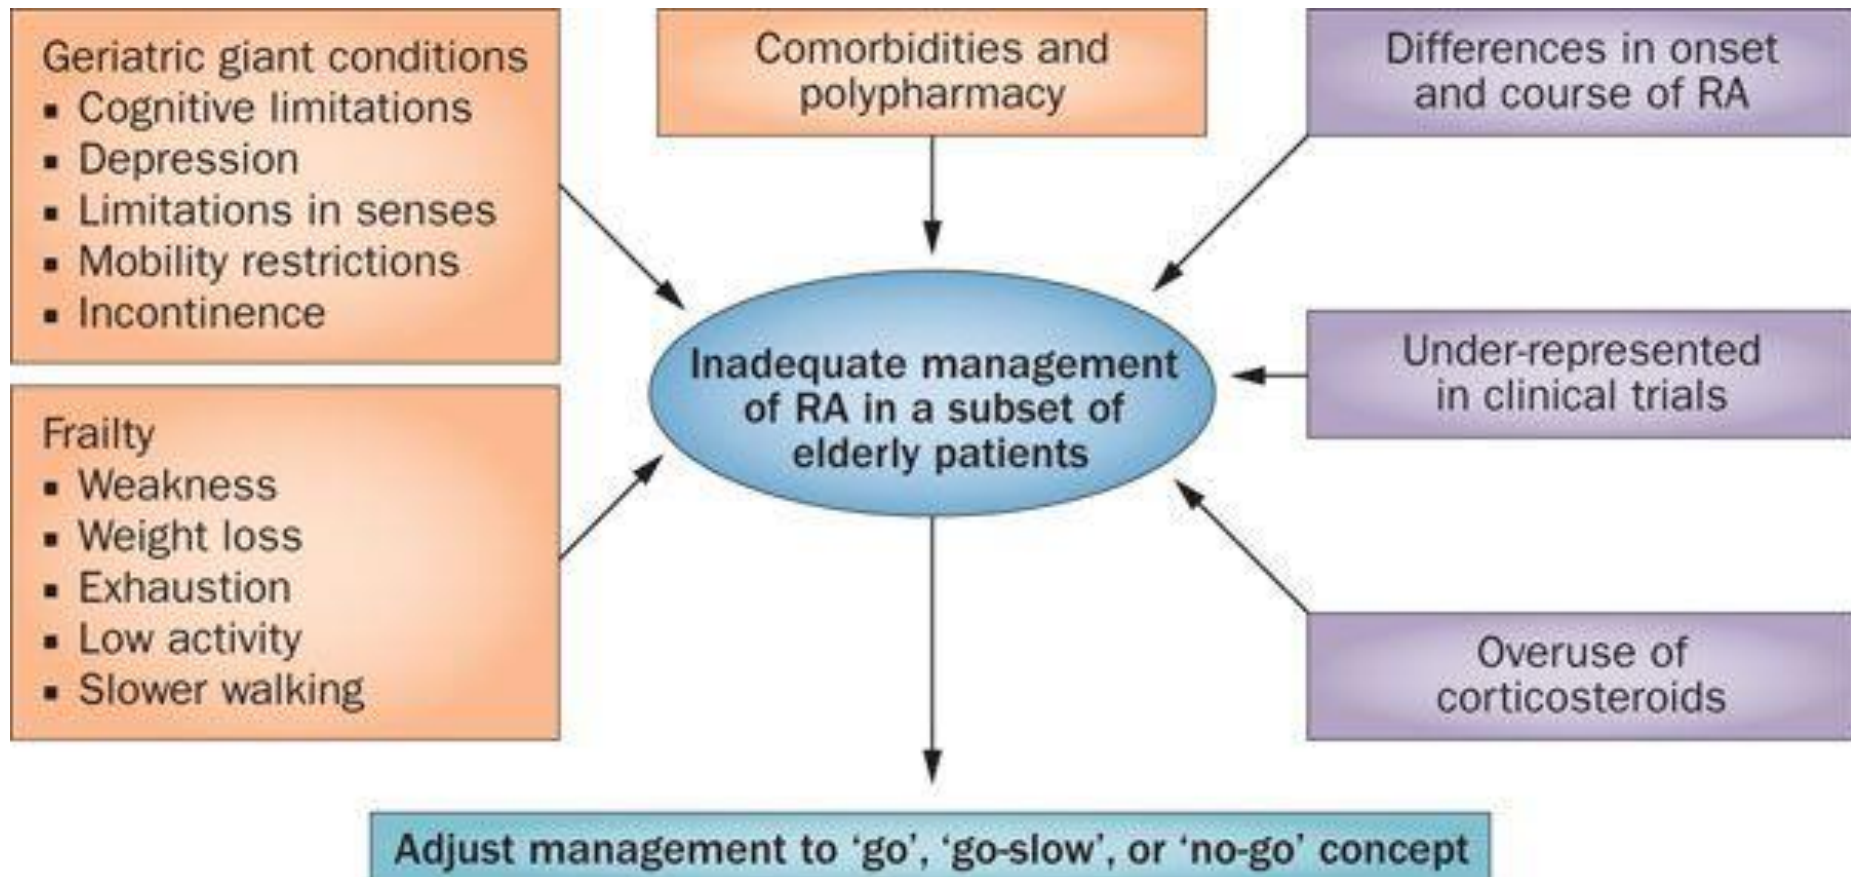 Geriatric giant conditions
▪ Cognitive limitations
▪ Depression
▪ Limitations in senses
▪ Mobility restrictions
▪ Incontinence
Frailty
▪ Weakness
▪ Weight loss
▪ Exhaustion
▪ Low activity
▪ Slower walking
Comorbidities and
polypharmacy
Differences in onset
and course of RA
Under-represented
in clinical trials
Overuse of
corticosteroids
Inadequate management
of RA in a subset of
elderly patients
Adjust management to ‘go’, ‘go-slow’, or ‘no-go’ concept